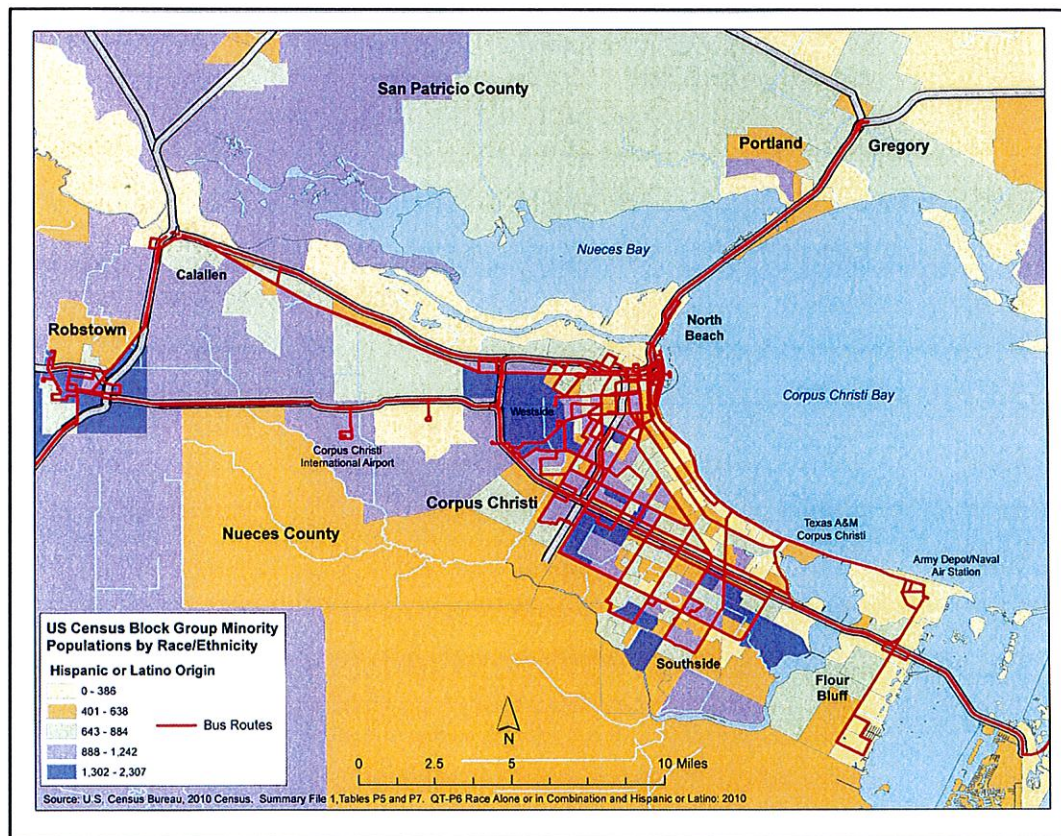 San Patricio County
Portland
Gregory
Nueces Bay
Calallen
North
Beach
Robstown
Corpus Christi Bay
Westside
Corpus Christi
International Airport
Corpus Christi
Nueces County
Texas A&M
Corpus Christi
Army Depot/Naval
Air Station
US Census Block Group Minority
Populations by Race/Ethnicity
Hispanic or Latino Origin
0 - 386
401 - 638
643 - 884
888 - 1,242
1,302 - 2,307
Bus Routes
Southside
Flour
Bluff
N
0 2.5 5 10 Miles
Source: U.S. Census Bureau, 2010 Census. Summary File 1,Tables P5 and P7. QT-P6 Race Alone or in Combination and Hispanic or Latino: 2010